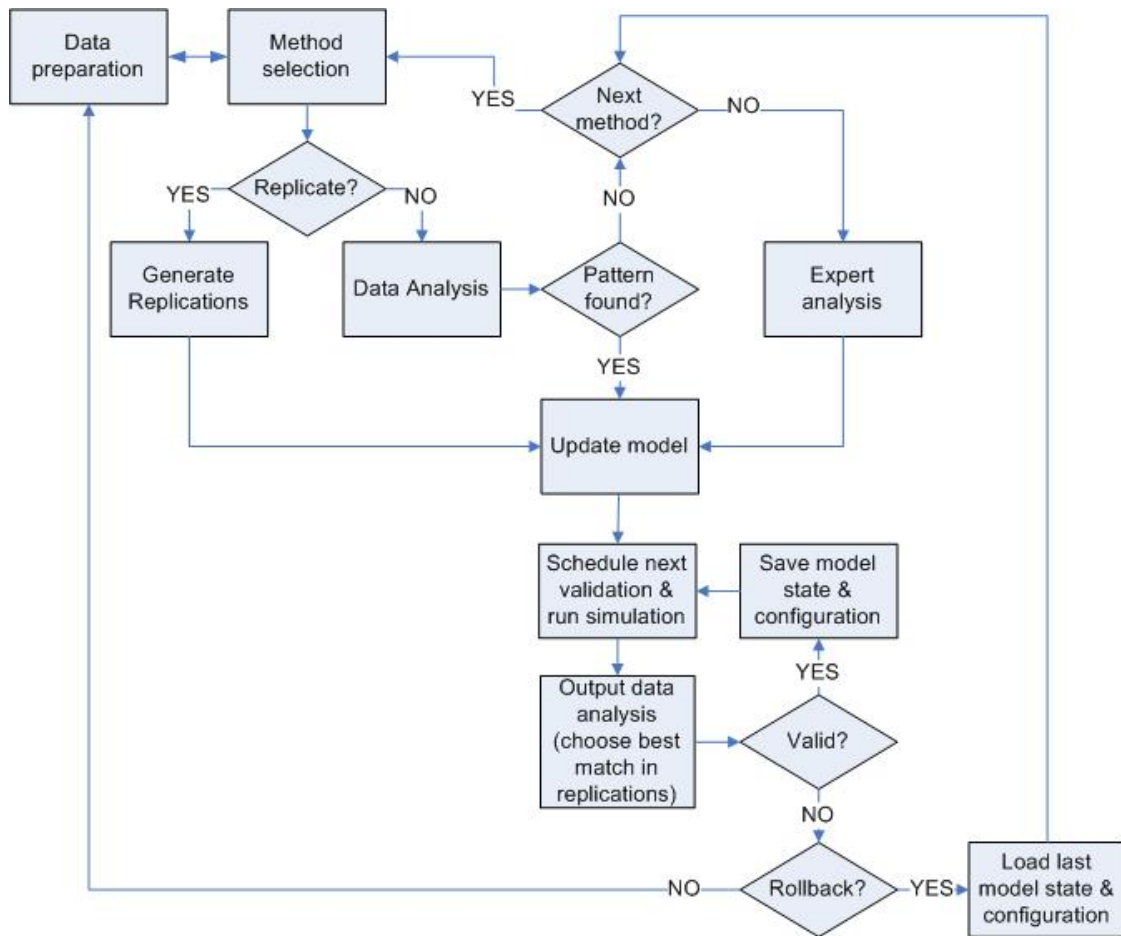 Data
preparation
Method
selection
YES
Next
method?
NO
Replicate?
YES
NO
NO
Generate
Replications
Data Analysis
Pattern
found?
Expert
analysis
YES
Update model
Schedule next
validation &
run simulation
Save model
state &
configuration
YES
Output data
analysis
(choose best
match in
replications)
Valid?
NO
NO
Rollback?
YES
Load last
model state &
configuration